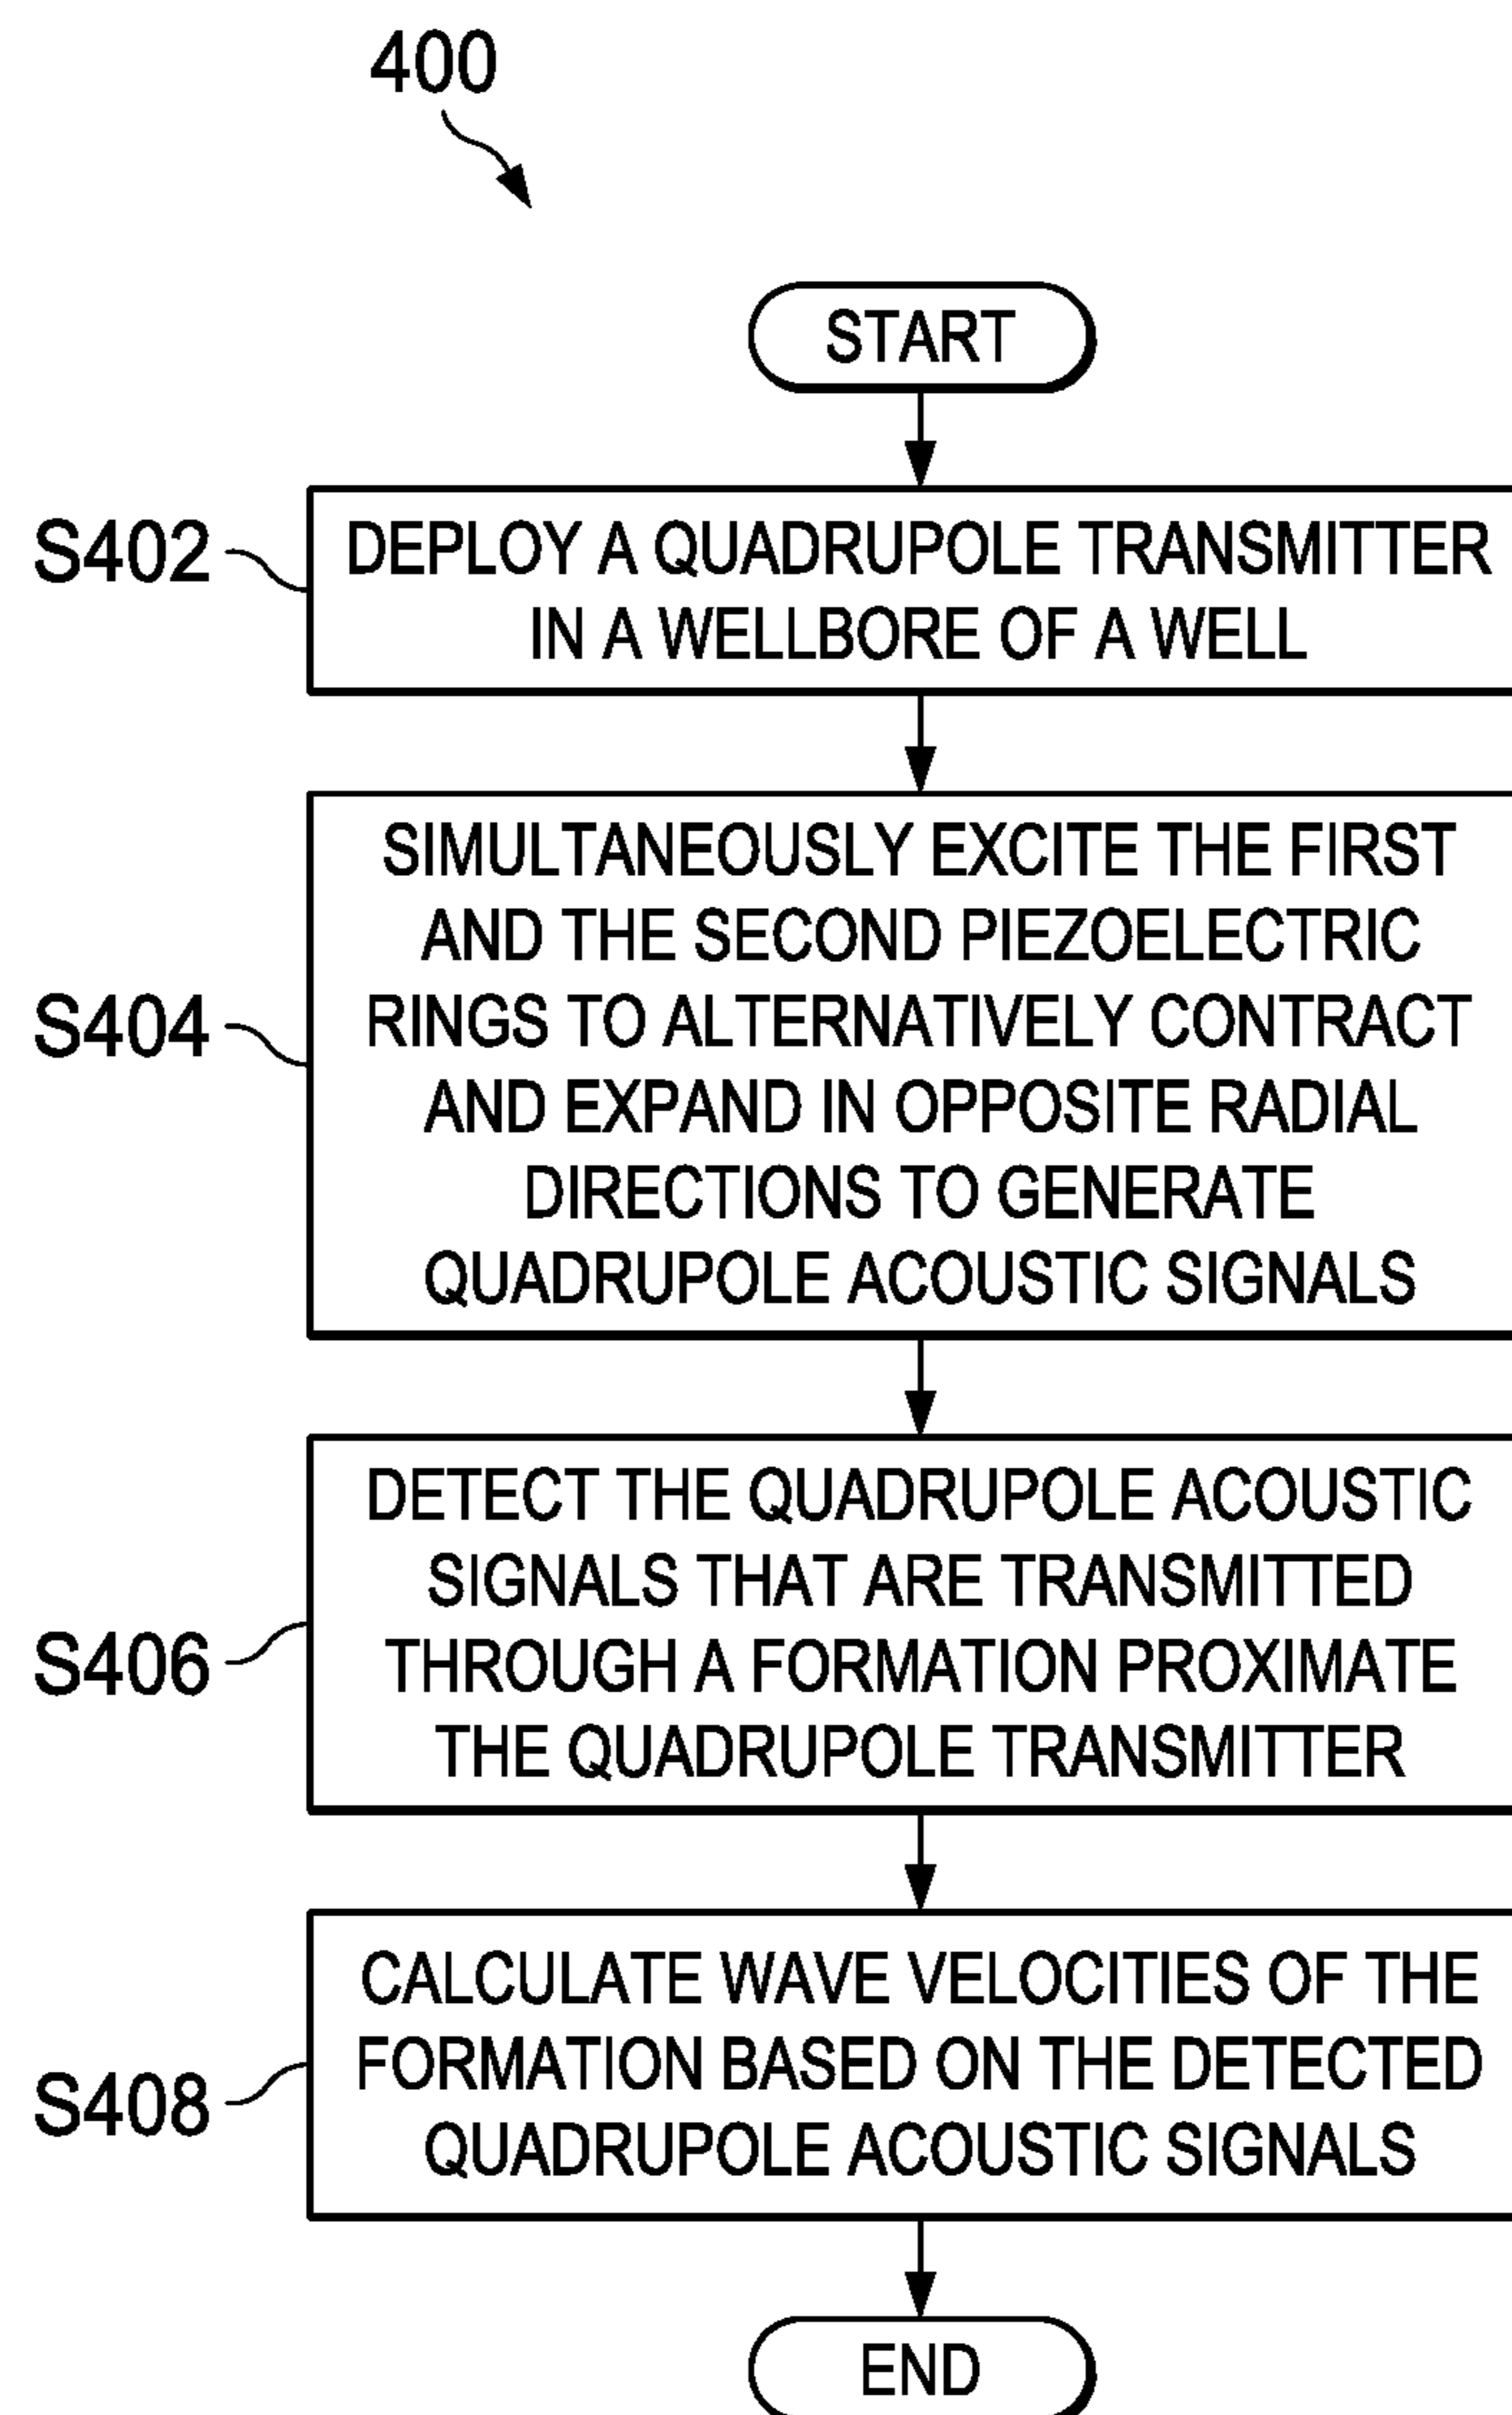 400
START
S402
DEPLOY A QUADRUPOLE TRANSMITTER
IN A WELLBORE OF A WELL
S404
SIMULTANEOUSLY EXCITE THE FIRST
AND THE SECOND PIEZOELECTRIC
RINGS TO ALTERNATIVELY CONTRACT
AND EXPAND IN OPPOSITE RADIAL
DIRECTIONS TO GENERATE
QUADRUPOLE ACOUSTIC SIGNALS
S406
DETECT THE QUADRUPOLE ACOUSTIC
SIGNALS THAT ARE TRANSMITTED
THROUGH A FORMATION PROXIMATE
THE QUADRUPOLE TRANSMITTER
S408
CALCULATE WAVE VELOCITIES OF THE
FORMATION BASED ON THE DETECTED
QUADRUPOLE ACOUSTIC SIGNALS
END